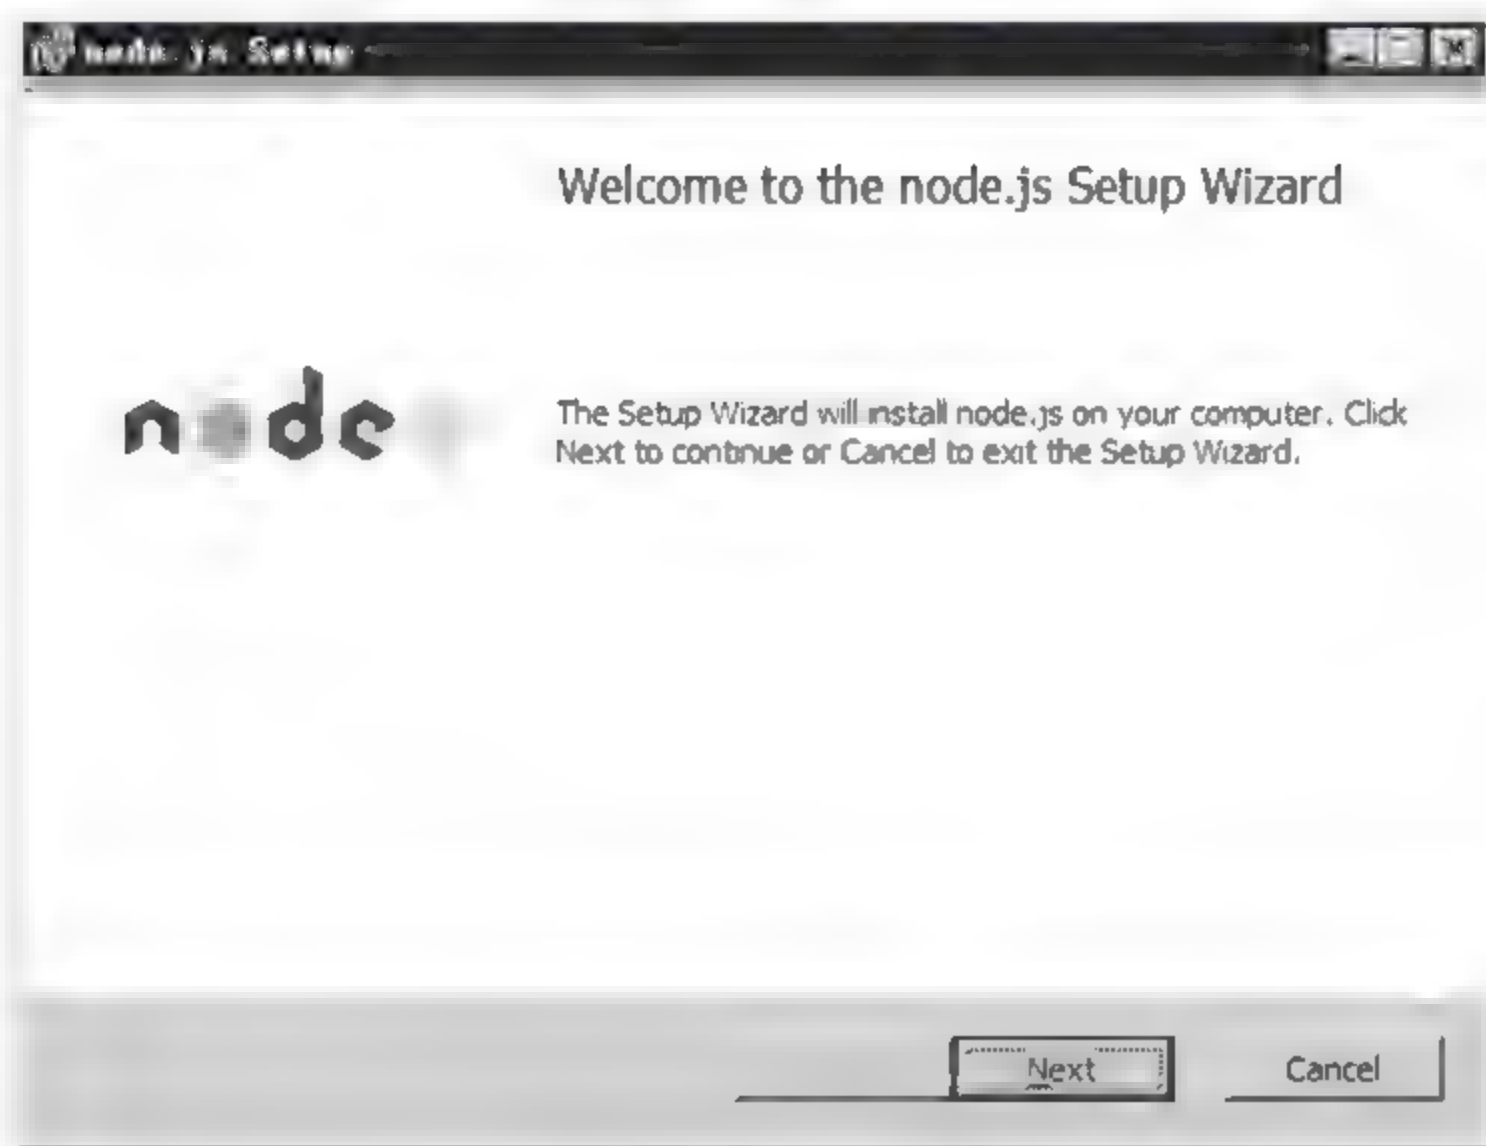 node.js Setup
Welcome to the node.js Setup Wizard
node
The Setup Wizard will install node.js on your computer. Click
Next to continue or Cancel to exit the Setup Wizard.
Next
Cancel